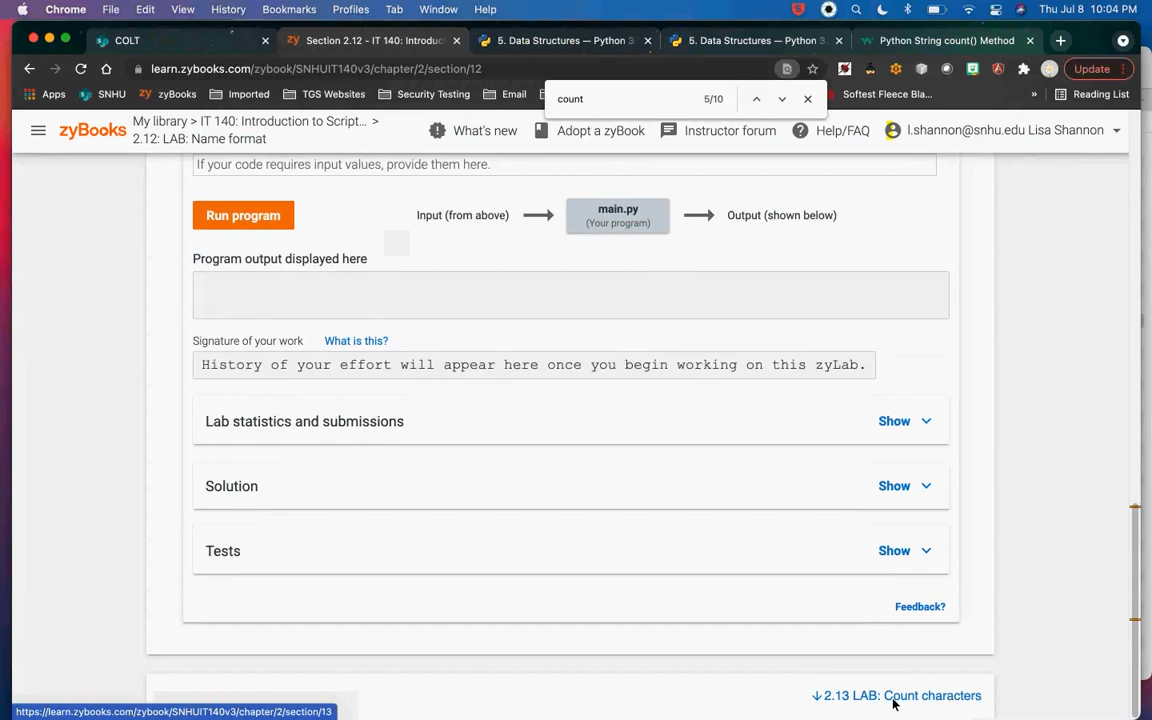 Chrome File Edit View History Bookmarks Profiles Tab Window Help Thu Jul 8 10:04 PM
COLT Section 2.12 - IT 140: Introduc 5. Data Structures — Python 3 5. Data Structures — Python 3. Python String count() Method
learn.zybooks.com/zybook/SNHUIT140v3/chapter/2/section/12 Update
Apps SNHU zyBooks Imported TGS Websites Security Testing Email Softest Fleece Bla... » Reading List
count 5/10
zyBooks My library > IT 140: Introduction to Script... > What's new Adopt a zyBook Instructor forum Help/FAQ l.shannon@snhu.edu Lisa Shannon
2.12: LAB: Name format
If your code requires input values, provide them here.
Run program Input (from above) main.py Output (shown below)
(Your program)
Program output displayed here
Signature of your work What is this?
History of your effort will appear here once you begin working on this zyLab.
Lab statistics and submissions Show
Solution Show
Tests Show
Feedback?
2.13 LAB: Count characters
https://learn.zybooks.com/zybook/SNHUIT140v3/chapter/2/section/13